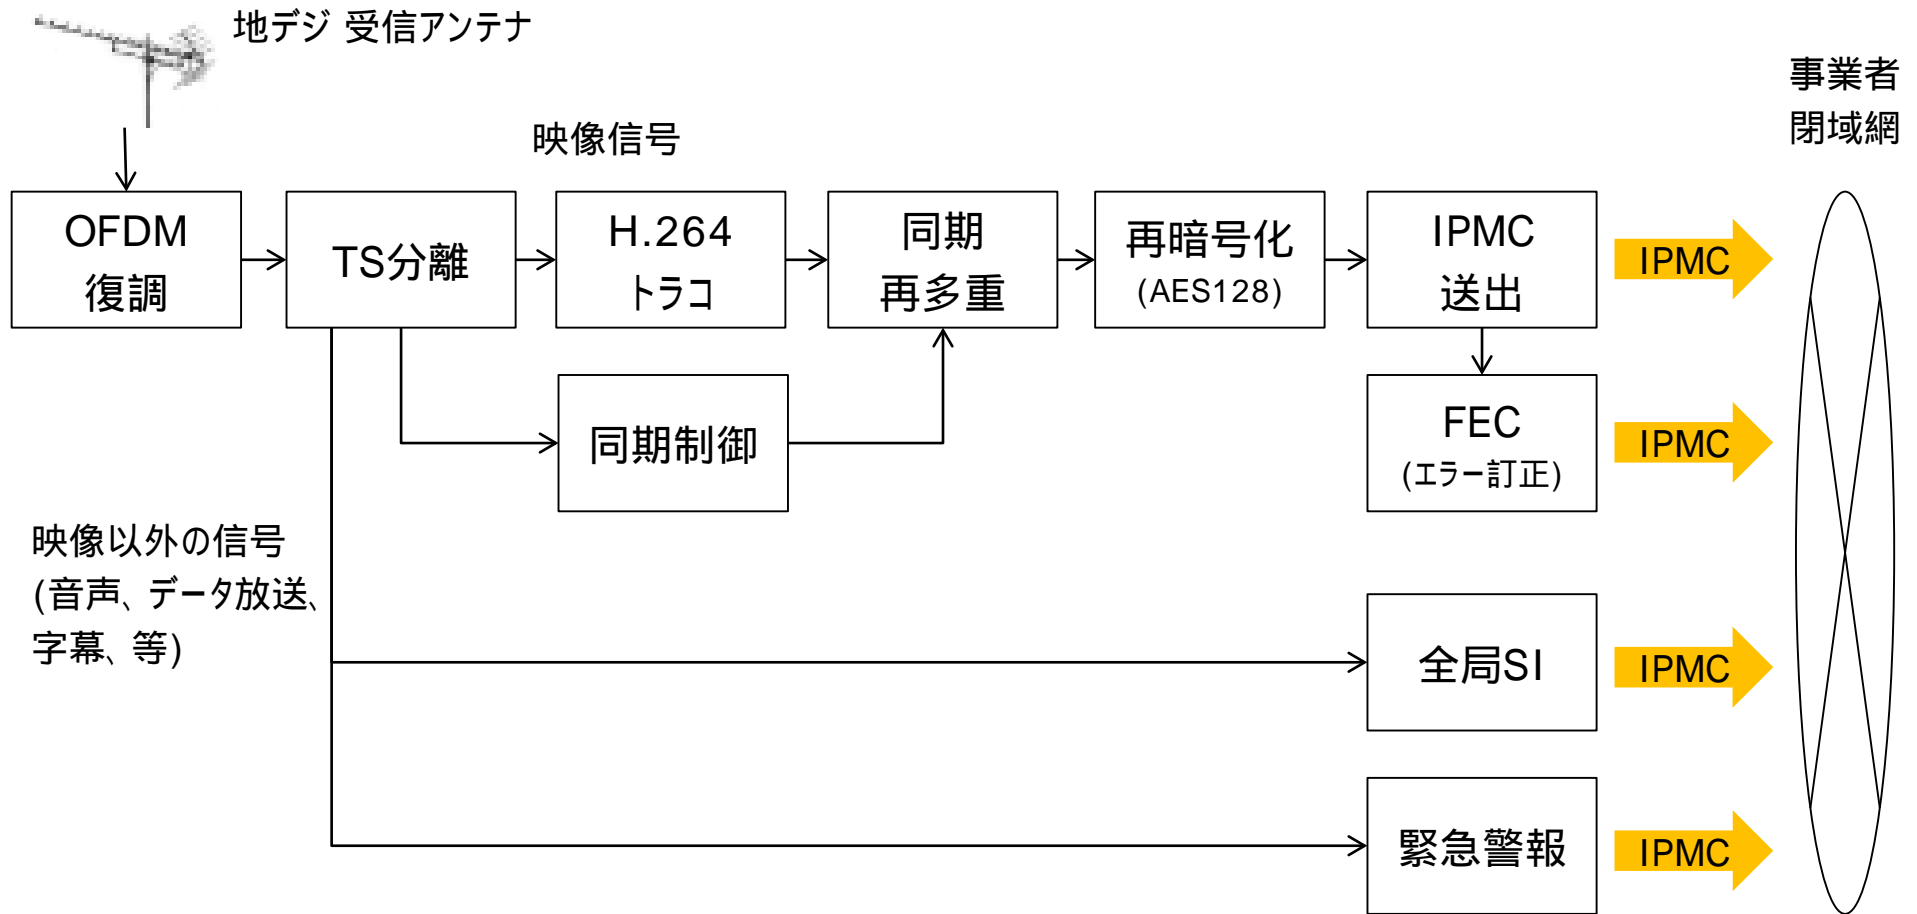 地デジ 受信アンテナ
事業者
閉域網
映像信号
OFDM
復調
TS分離
H.264
トラコ
同期
再多重
再暗号化
(AES128)
IPMC
送出
IPMC
同期制御
FEC
(エラー訂正)
IPMC
映像以外の信号
(音声、データ放送、
字幕、等)
全局SI
IPMC
緊急警報
IPMC